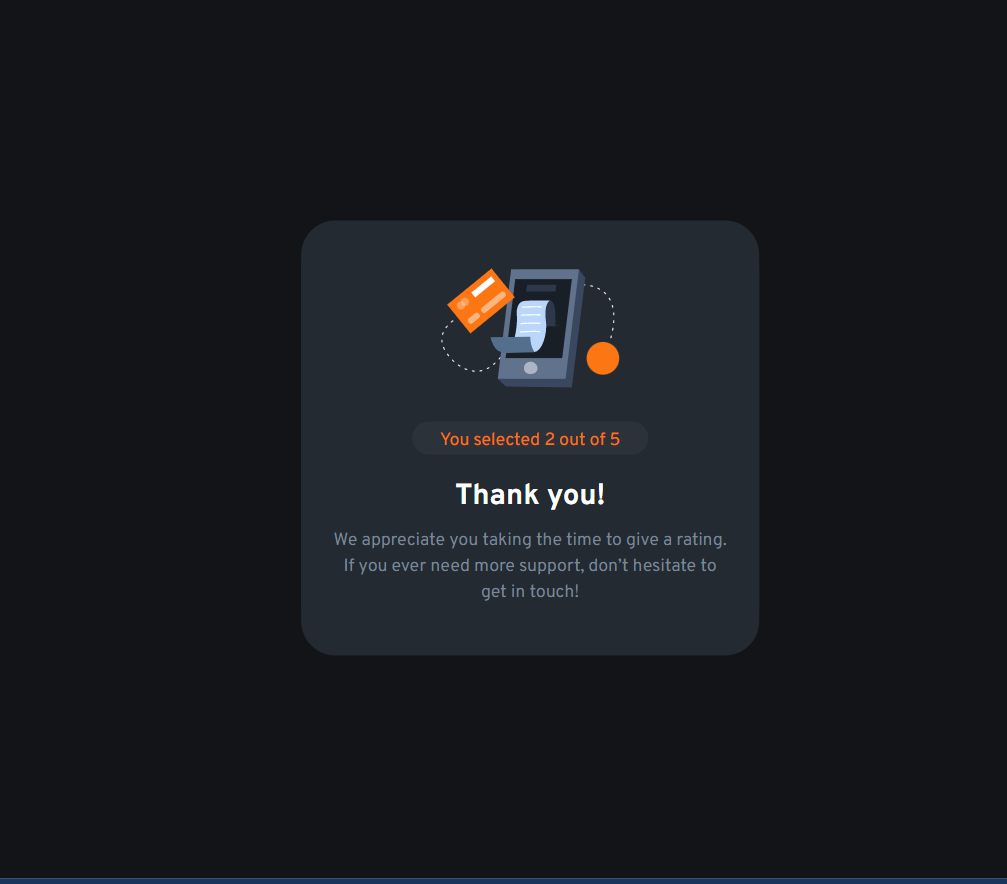 You selected 2 out of 5
Thank you!
We appreciate you taking the time to give a rating.
If you ever need more support, don’t hesitate to
get in touch!